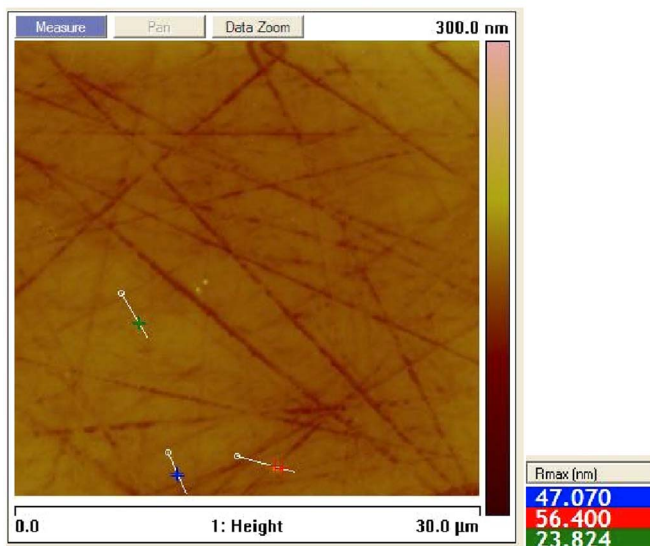 Measure Pan Data Zoom 300.0 nm
0.0 1: Height 30.0 µm
Rmax (nm)
47.070
56.400
23.824